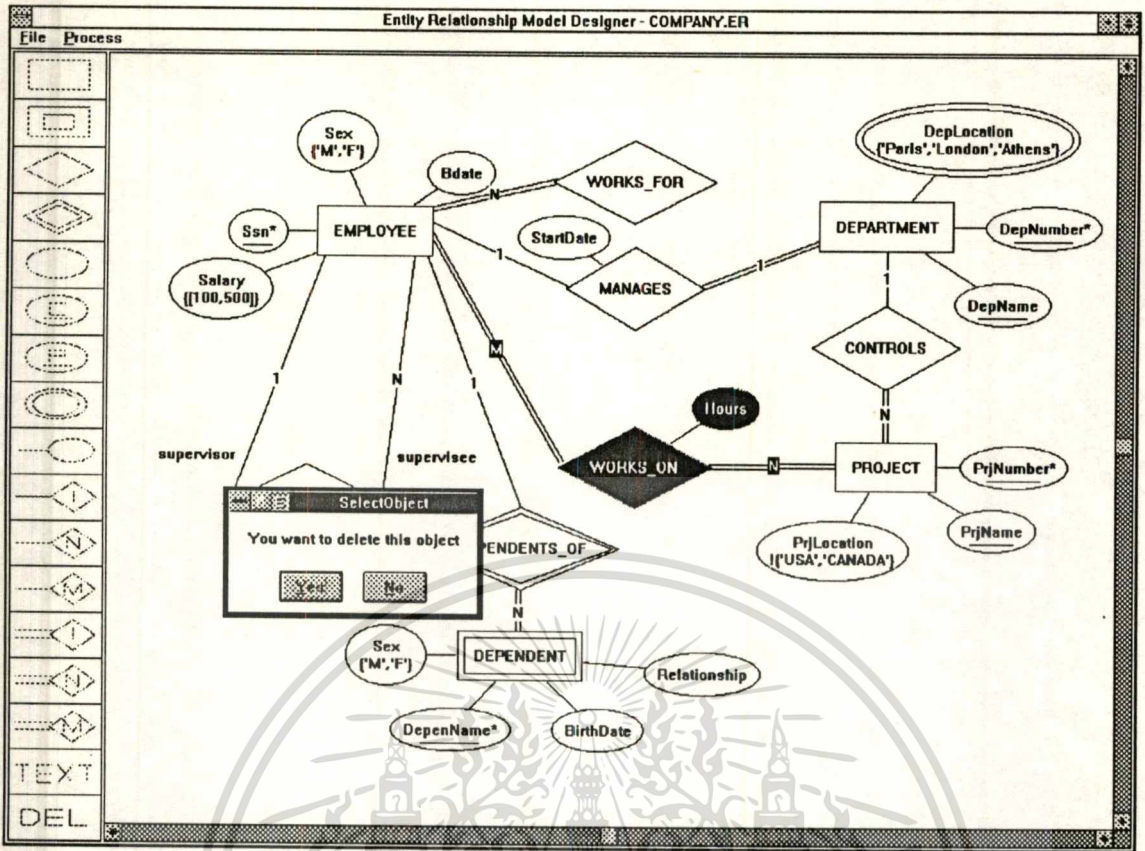 Entity Relationship Model Designer - COMPANY.ER
File Process
Sex
{'M','F'}
Bdate
Ssn*
EMPLOYEE
Salary
{[100,500]}
N
WORKS_FOR
StartDate
1
MANAGES
1
DepLocation
{'Paris','London','Athens'}
DEPARTMENT
DepNumber*
DepName
1
CONTROLS
N
M
Hours
WORKS_ON
N
PROJECT
PrjNumber*
PrjName
PrjLocation
!{'USA','CANADA'}
1
N
1
supervisor
supervisee
SelectObject
You want to delete this object
Yes
No
PENDENTS_OF
N
Sex
{'M','F'}
DEPENDENT
Relationship
DepenName*
BirthDate
E
1
N
M
1
N
M
TEXT
DEL